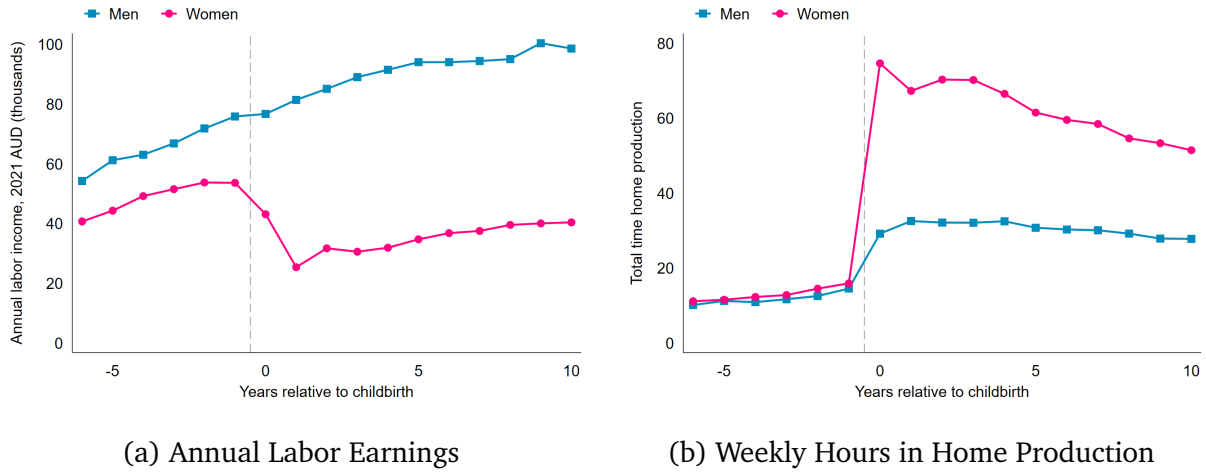 Men Women
Annual labor income, 2021 AUD (thousands)
100
80
60
40
20
0
-5 0 5 10
Years relative to childbirth
(a) Annual Labor Earnings
Men Women
Total time home production
80
60
40
20
0
-5 0 5 10
Years relative to childbirth
(b) Weekly Hours in Home Production